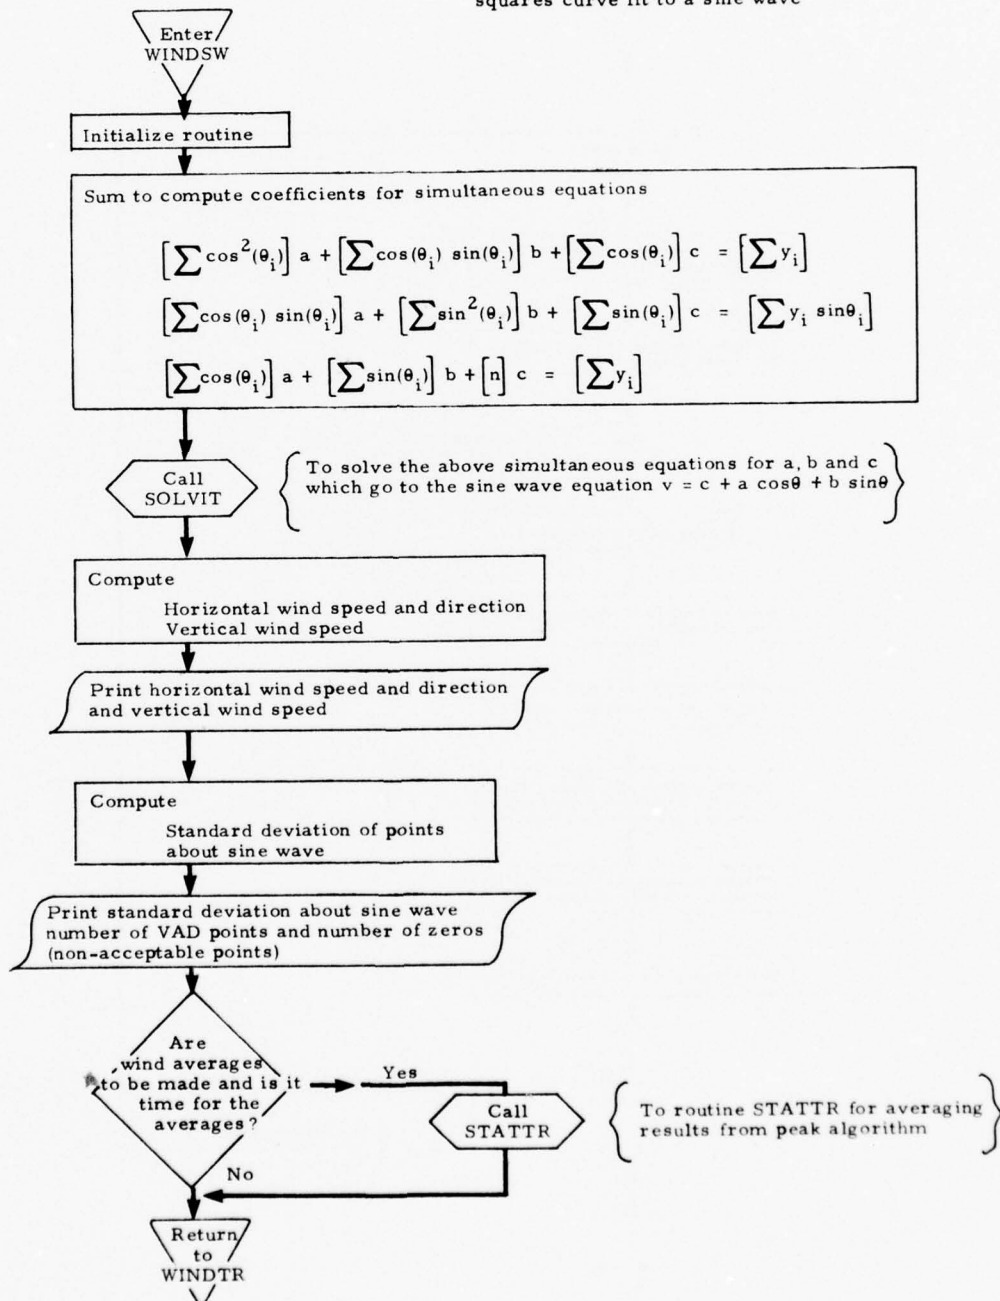 squares curve fit to a sine wave
Enter
WINDSW
Initialize routine
Sum to compute coefficients for simultaneous equations
[∑cos²(θᵢ)] a + [∑cos(θᵢ) sin(θᵢ)] b + [∑cos(θᵢ)] c = [∑yᵢ]
[∑cos(θᵢ) sin(θᵢ)] a + [∑sin²(θᵢ)] b + [∑sin(θᵢ)] c = [∑yᵢ sinθᵢ]
[∑cos(θᵢ)] a + [∑sin(θᵢ)] b + [n] c = [∑yᵢ]
Call
SOLVIT
To solve the above simultaneous equations for a, b and c
which go to the sine wave equation v = c + a cosθ + b sinθ
Compute
Horizontal wind speed and direction
Vertical wind speed
Print horizontal wind speed and direction
and vertical wind speed
Compute
Standard deviation of points
about sine wave
Print standard deviation about sine wave
number of VAD points and number of zeros
(non-acceptable points)
Are
wind averages
to be made and is it
time for the
averages?
Yes
Call
STATTR
To routine STATTR for averaging
results from peak algorithm
No
Return
to
WINDTR